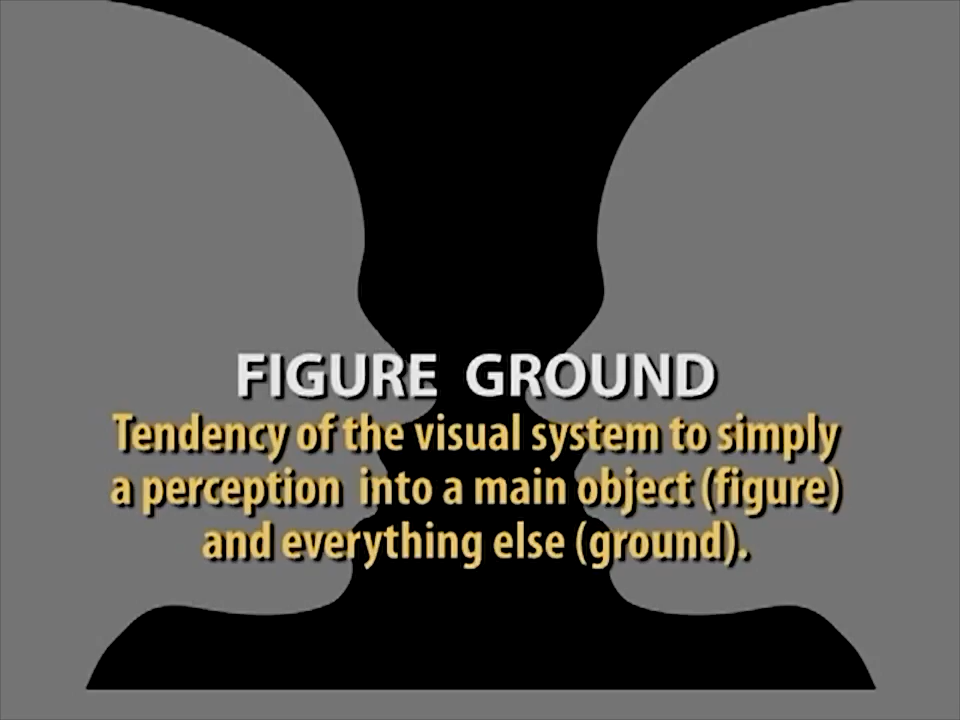 FIGURE GROUND
Tendency of the visual system to simply
a perception into a main object (figure)
and everything else (ground).